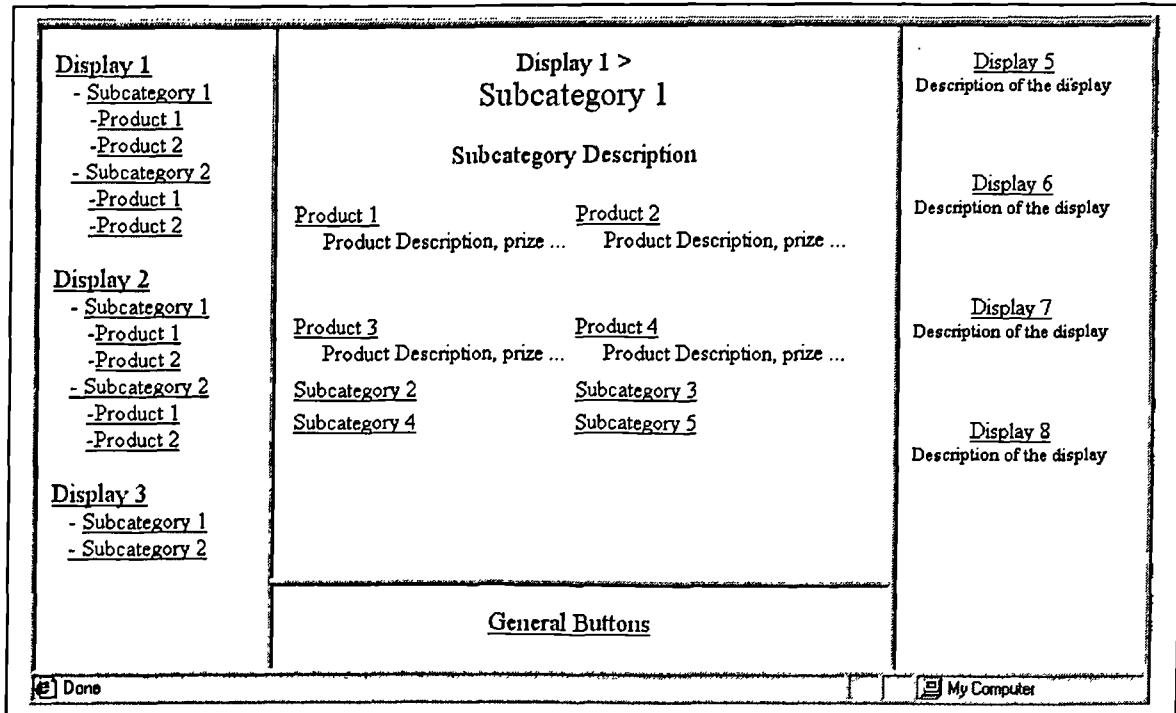 Display 1
- Subcategory 1
-Product 1
-Product 2
- Subcategory 2
-Product 1
-Product 2
Display 2
- Subcategory 1
-Product 1
-Product 2
- Subcategory 2
-Product 1
-Product 2
Display 3
- Subcategory 1
- Subcategory 2
Display 1 >
Subcategory 1
Subcategory Description
Product 1 Product 2
Product Description, prize ... Product Description, prize ...
Product 3 Product 4
Product Description, prize ... Product Description, prize ...
Subcategory 2 Subcategory 3
Subcategory 4 Subcategory 5
General Buttons
Display 5
Description of the display
Display 6
Description of the display
Display 7
Description of the display
Display 8
Description of the display
Done My Computer